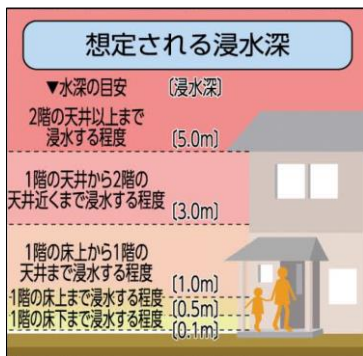 想定される浸水深
▼水深の目安 〔浸水深〕
2階の天井以上まで
浸水する程度 〔5.0m〕
1階の天井から2階の
天井近くまで浸水する程度 〔3.0m〕
1階の床上から1階の
天井まで浸水する程度 〔1.0m〕
1階の床上まで浸水する程度 〔0.5m〕
1階の床下まで浸水する程度 〔0.1m〕